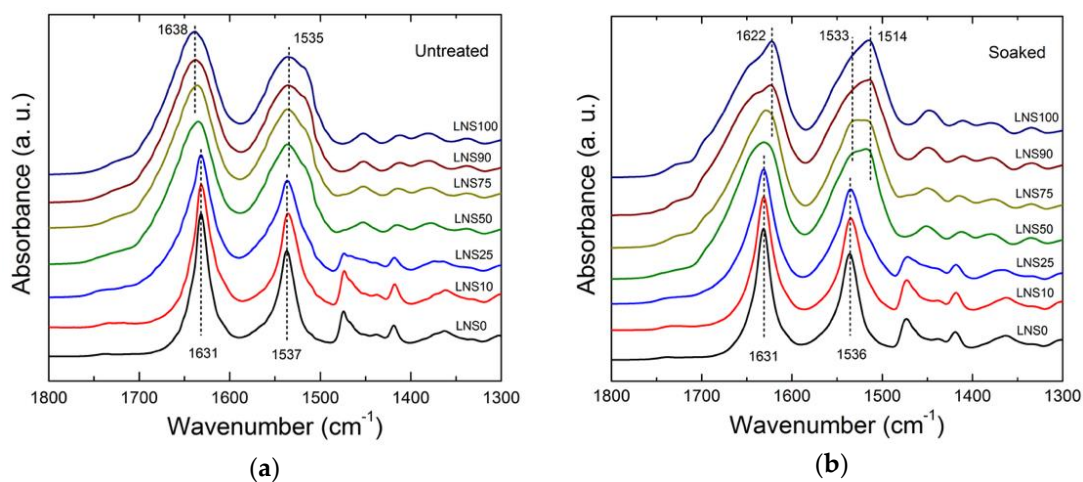 1638
1535
Untreated
LNS100
LNS90
LNS75
LNS50
LNS25
LNS10
LNS0
1631
1537
Absorbance (a. u.)
1800 1700 1600 1500 1400 1300
Wavenumber (cm⁻¹)
(a)
1622 1533 1514
Soaked
LNS100
LNS90
LNS75
LNS50
LNS25
LNS10
LNS0
1631
1536
Absorbance (a. u.)
1800 1700 1600 1500 1400 1300
Wavenumber (cm⁻¹)
(b)